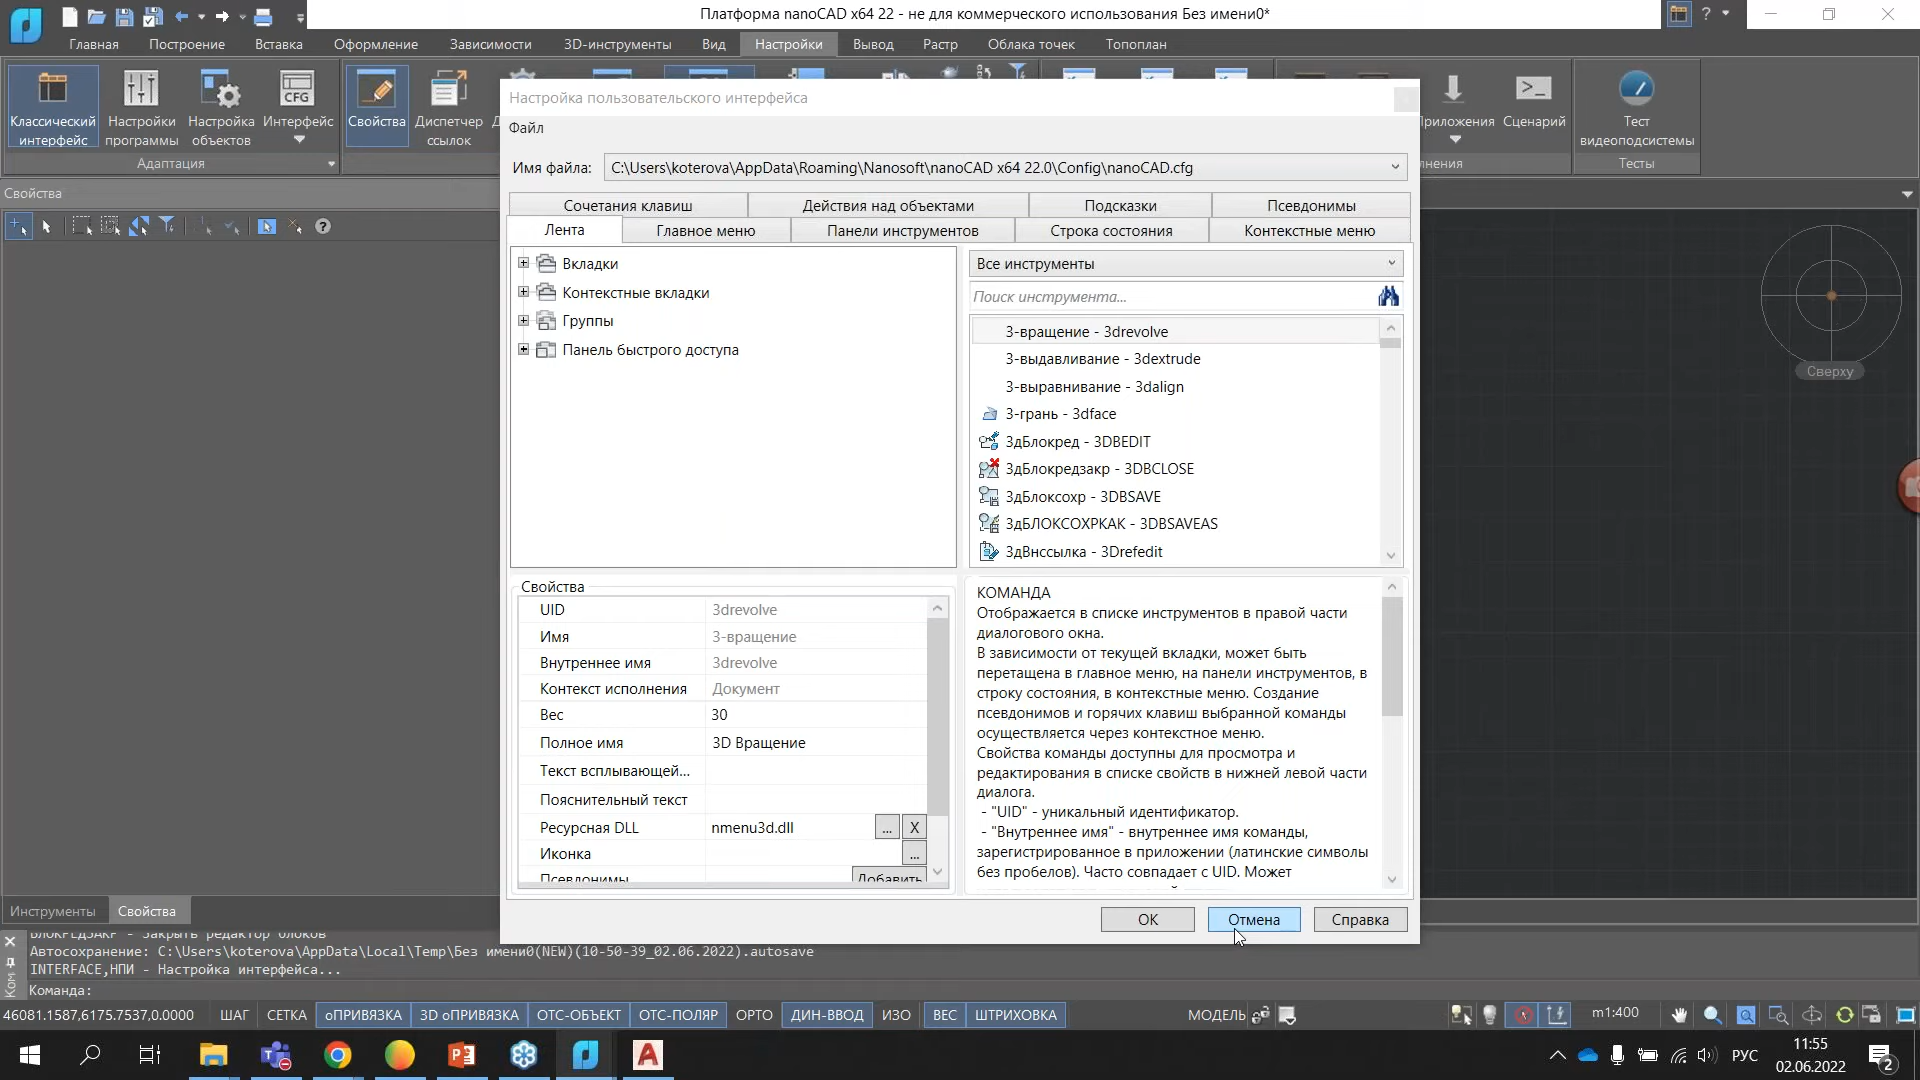 Платформа nanoCAD x64 22 - не для коммерческого использования Без имени0*
Главная Построение Вставка Оформление Зависимости 3D-инструменты Вид Настройки Вывод Растр Облака точек Топоплан
Классический интерфейс
Настройки программы
Настройка объектов
CFG
Интерфейс
Свойства
Диспетчер ссылок
Приложения
Сценарий
Тест видеоподсистемы
Адаптация
Тесты
Свойства
Сверху
Настройка пользовательского интерфейса
Файл
Имя файла: C:\Users\koterova\AppData\Roaming\Nanosoft\nanoCAD x64 22.0\Config\nanoCAD.cfg
Сочетания клавиш Действия над объектами Подсказки Псевдонимы
Лента Главное меню Панели инструментов Строка состояния Контекстные меню
Вкладки
Контекстные вкладки
Группы
Панель быстрого доступа
Все инструменты
Поиск инструмента...
3-вращение - 3drevolve
3-выдавливание - 3dextrude
3-выравнивание - 3dalign
3-грань - 3dface
3дБлокред - 3DBEDIT
3дБлокредзакр - 3DBCLOSE
3дБлоксохр - 3DBSAVE
3дБЛОКСОХРКАК - 3DBSAVEAS
3дВнссылка - 3Drefedit
Свойства
UID 3drevolve
Имя 3-вращение
Внутреннее имя 3drevolve
Контекст исполнения Документ
Вес 30
Полное имя 3D Вращение
Текст всплывающей...
Пояснительный текст
Ресурсная DLL nmenu3d.dll ... X
Иконка ...
Псевдонимы Добавить
КОМАНДА
Отображается в списке инструментов в правой части
диалогового окна.
В зависимости от текущей вкладки, может быть
перетащена в главное меню, на панели инструментов, в
строку состояния, в контекстные меню. Создание
псевдонимов и горячих клавиш выбранной команды
осуществляется через контекстное меню.
Свойства команды доступны для просмотра и
редактирования в списке свойств в нижней левой части
диалога.
- "UID" - уникальный идентификатор.
- "Внутреннее имя" - внутреннее имя команды,
зарегистрированное в приложении (латинские символы
без пробелов). Часто совпадает с UID. Может
OK Отмена Справка
Инструменты Свойства
БЛОКРЕДЗАКР - Закрыть редактор блоков
Автосохранение: C:\Users\koterova\AppData\Local\Temp\Без имени0(NEW)(10-50-39_02.06.2022).autosave
INTERFACE,НПИ - Настройка интерфейса...
Команда:
46081.1587,6175.7537,0.0000 ШАГ СЕТКА оПРИВЯЗКА 3D оПРИВЯЗКА ОТС-ОБЪЕКТ ОТС-ПОЛЯР ОРТО ДИН-ВВОД ИЗО ВЕС ШТРИХОВКА МОДЕЛЬ m1:400
РУС
11:55
02.06.2022
2